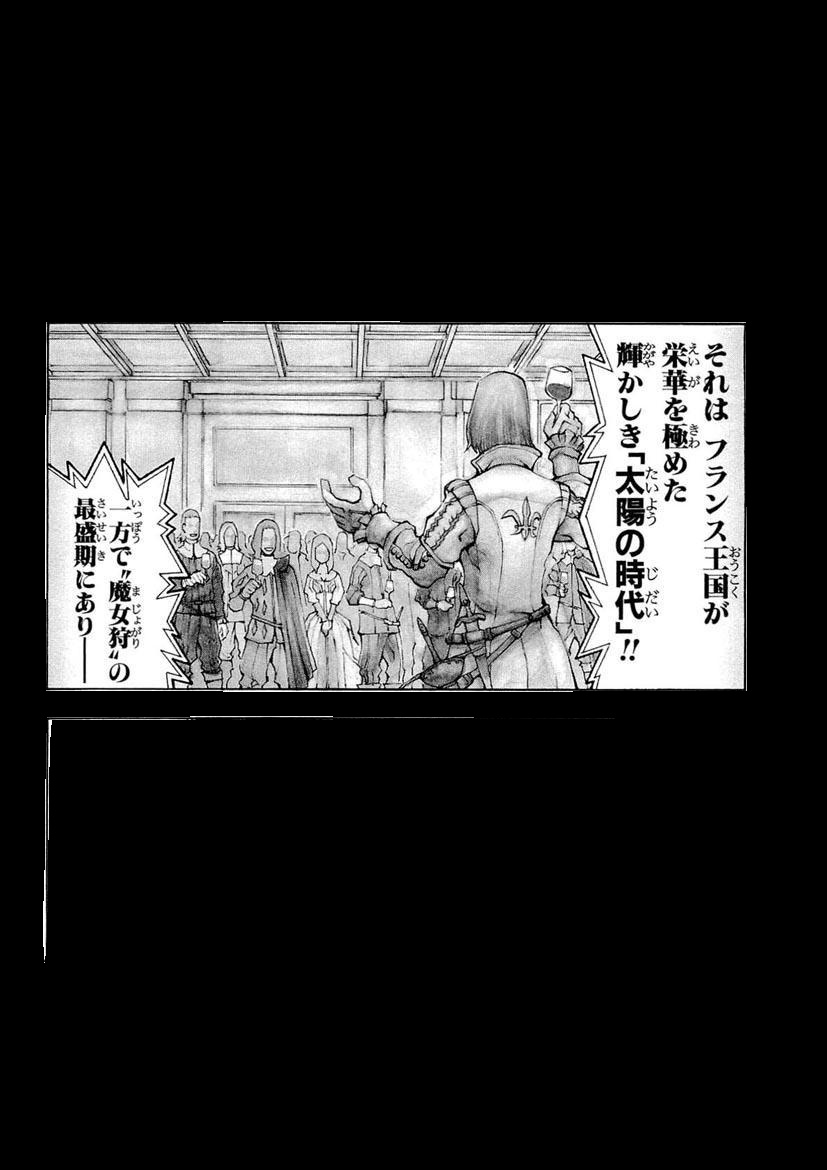 それは フランス王国が
栄華を極めた
輝かしき「太陽の時代」!!
一方で〝魔女狩〟の
最盛期にあり――